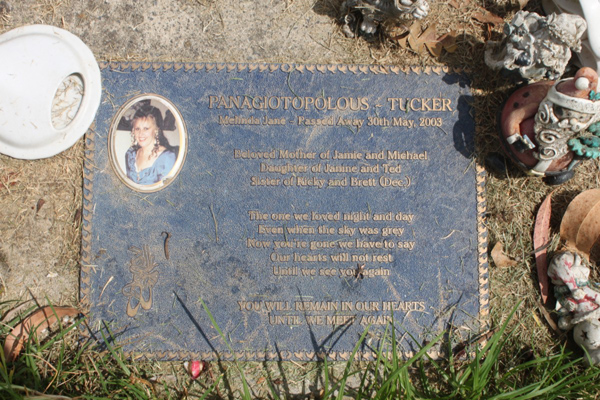 PANAGIOTOPOLOUS - TUCKER
Melinda Jane - Passed Away 30th May, 2003
Beloved Mother of Jamie and Michael,
Daughter of Janine and Ted
Sister of Ricky and Brett (Dec?)
The one we loved night and day
Even when the sky was grey
Now you're gone we have to say
Our hearts will not rest
Until we see you again
YOU WILL REMAIN IN OUR HEARTS
UNTIL WE MEET AGAIN